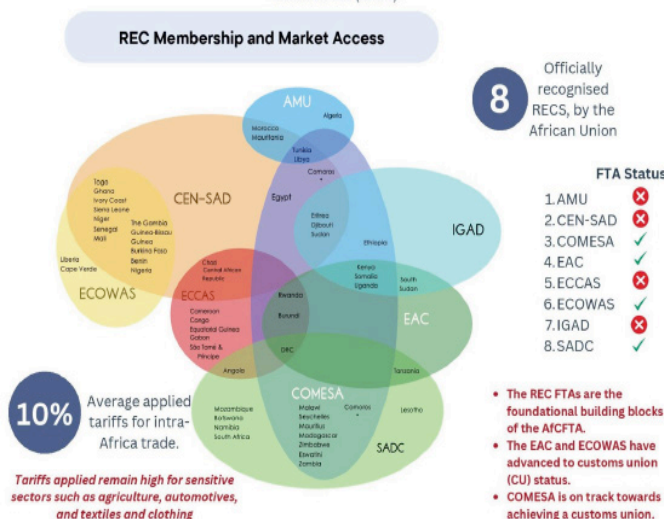 REC Membership and Market Access
8
Officially
recognised
RECS, by the
African Union
FTA Status
1. AMU
2. CEN-SAD
3. COMESA
4. EAC
5. ECCAS
6. ECOWAS
7. IGAD
8. SADC
AMU
Algeria
Morocco
Mauritania
Tunisia
Libya
Comoros
*
CEN-SAD
Egypt
Eritrea
Djibouti
Sudan
IGAD
Ethiopia
Togo
Ghana
Ivory Coast
Sierra Leone
Niger
Senegal
Mali
The Gambia
Guinea-Bissau
Guinea
Burkina Faso
Benin
Nigeria
Liberia
Cape Verde
ECOWAS
Chad
Central African
Republic
ECCAS
Cameroon
Congo
Equatorial Guinea
Gabon
São Tomé &
Príncipe
Kenya
Somalia
Uganda
South
Sudan
Rwanda
Burundi
EAC
DRC
Angola
Tanzania
COMESA
Mozambique
Botswana
Namibia
South Africa
Malawi
Seychelles
Mauritius
Madagascar
Zimbabwe
Eswatini
Zambia
Comoros
*
Lesotho
SADC
10%
Average applied
tariffs for intra-
Africa trade.
Tariffs applied remain high for sensitive
sectors such as agriculture, automotives,
and textiles and clothing
• The REC FTAs are the
foundational building blocks
of the AfCFTA.
• The EAC and ECOWAS have
advanced to customs union
(CU) status.
• COMESA is on track towards
achieving a customs union.